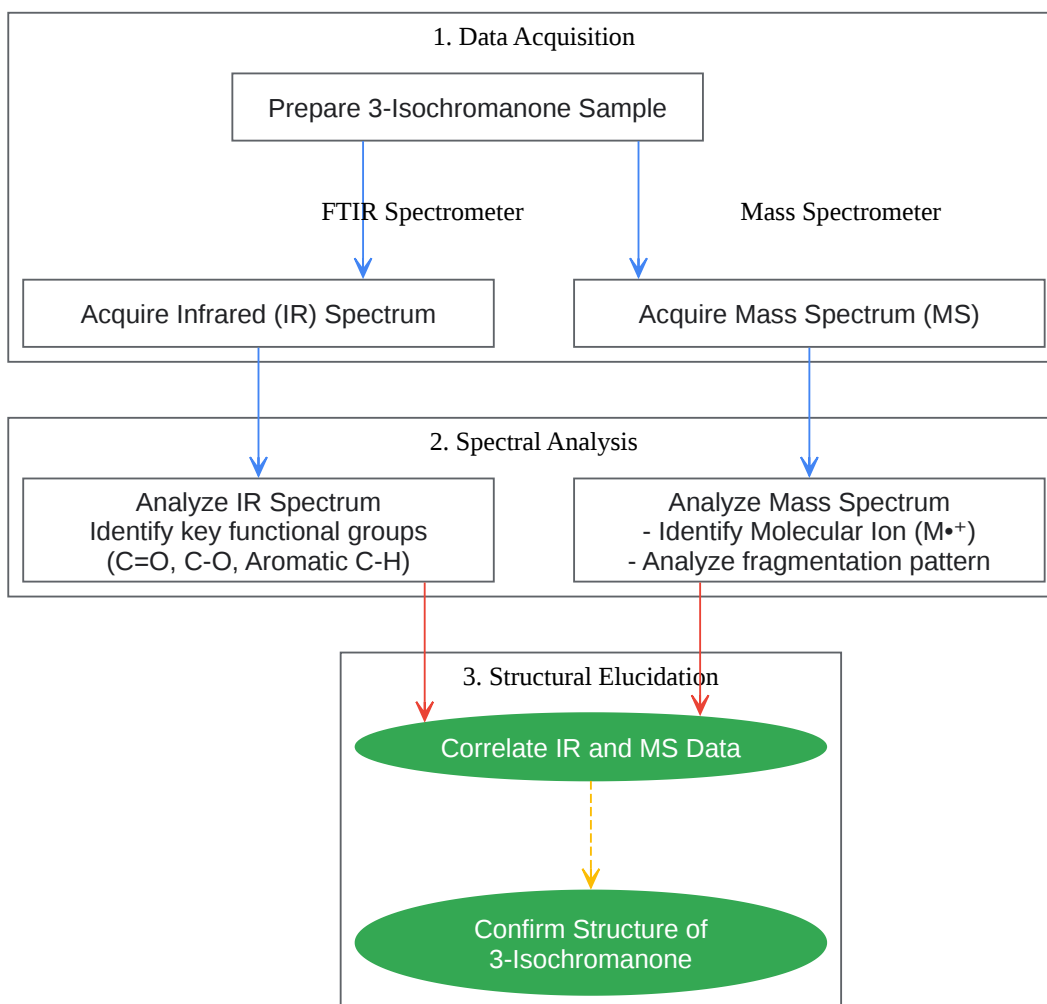 1. Data Acquisition
Prepare 3-Isochromanone Sample
FTIR Spectrometer
Mass Spectrometer
Acquire Infrared (IR) Spectrum
Acquire Mass Spectrum (MS)
2. Spectral Analysis
Analyze IR Spectrum
Identify key functional groups
(C=O, C-O, Aromatic C-H)
Analyze Mass Spectrum
- Identify Molecular Ion (M•⁺)
- Analyze fragmentation pattern
3. Structural Elucidation
Correlate IR and MS Data
Confirm Structure of
3-Isochromanone